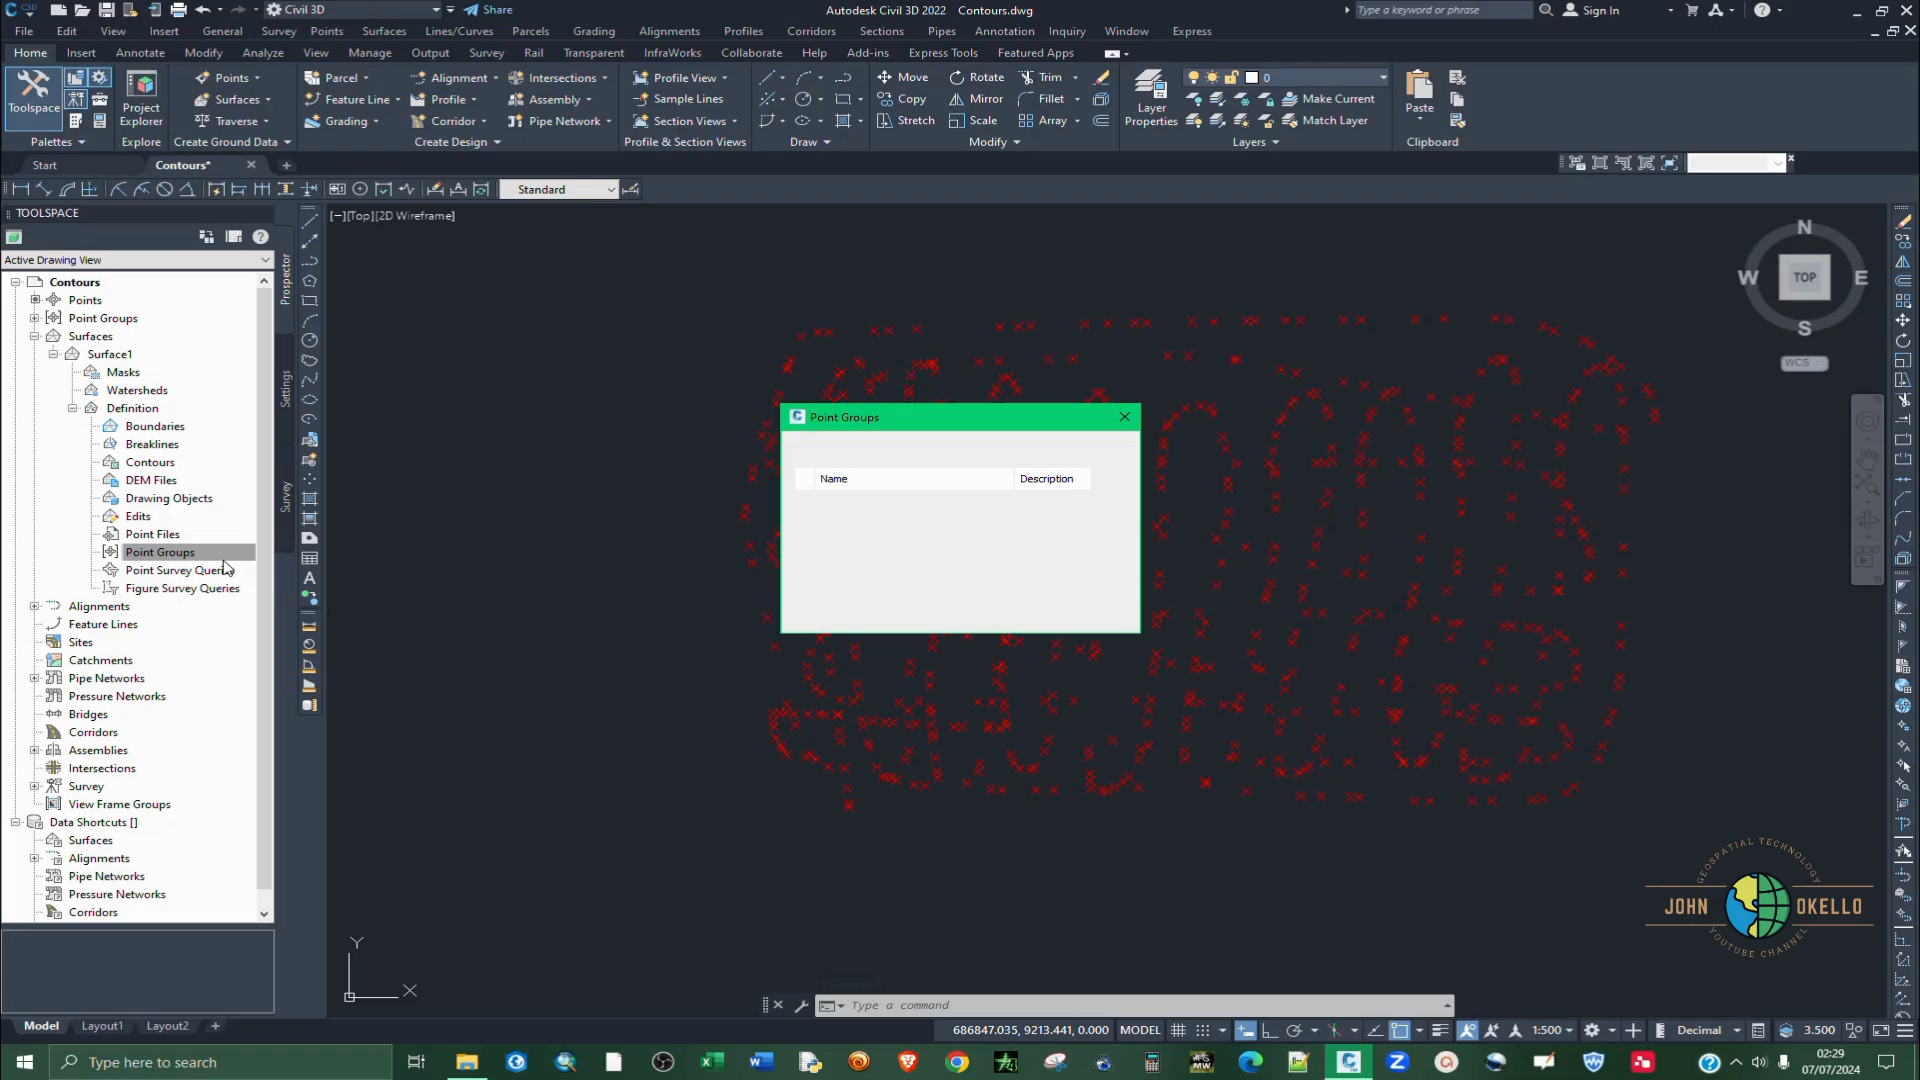 Civil 3D
Share
Autodesk Civil 3D 2022 Contours.dwg
Type a keyword or phrase
Sign In
File Edit View Insert General Survey Points Surfaces Lines/Curves Parcels Grading Alignments Profiles Corridors Sections Pipes Annotation Inquiry Window Express
Home Insert Annotate Modify Analyze View Manage Output Survey Rail Transparent InfraWorks Collaborate Help Add-ins Express Tools Featured Apps
Toolspace
Project Explorer
Points
Surfaces
Traverse
Parcel
Feature Line
Grading
Alignment
Profile
Corridor
Intersections
Assembly
Pipe Network
Profile View
Sample Lines
Section Views
Move
Copy
Stretch
Rotate
Mirror
Scale
Trim
Fillet
Array
Layer Properties
0
Make Current
Match Layer
Paste
Palettes Explore Create Ground Data Create Design Profile & Section Views Draw Modify Layers Clipboard
Start
Contours*
Standard
TOOLSPACE
Active Drawing View
Contours
Points
Point Groups
Surfaces
Surface1
Masks
Watersheds
Definition
Boundaries
Breaklines
Contours
DEM Files
Drawing Objects
Edits
Point Files
Point Groups
Point Survey Queries
Figure Survey Queries
Alignments
Feature Lines
Sites
Catchments
Pipe Networks
Pressure Networks
Bridges
Corridors
Assemblies
Intersections
Survey
View Frame Groups
Data Shortcuts []
Surfaces
Alignments
Pipe Networks
Pressure Networks
Corridors
Prospector
Settings
Survey
[−][Top][2D Wireframe]
N
W TOP E
S
WCS
Point Groups
Name Description
GEOSPATIAL TECHNOLOGY
JOHN OKELLO
YOUTUBE CHANNEL
Y
X
Type a command
Model Layout1 Layout2
686847.035, 9213.441, 0.000 MODEL
1:500
Decimal
3.500
Type here to search
02:29
07/07/2024